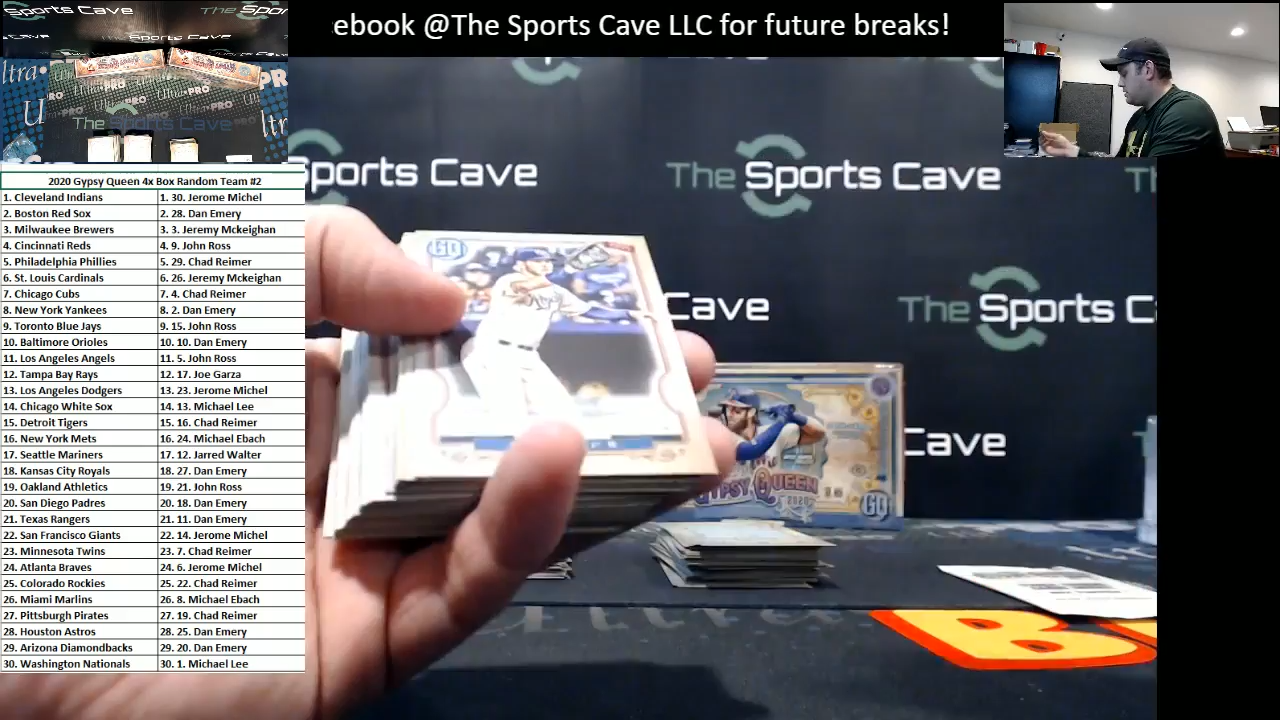 ebook @The Sports Cave LLC for future breaks!
Ultra PRO
The Sports Cave
2020 Gypsy Queen 4x Box Random Team #2
1. Cleveland Indians 1. 30. Jerome Michel
2. Boston Red Sox 2. 28. Dan Emery
3. Milwaukee Brewers 3. 3. Jeremy Mckeighan
4. Cincinnati Reds 4. 9. John Ross
5. Philadelphia Phillies 5. 29. Chad Reimer
6. St. Louis Cardinals 6. 26. Jeremy Mckeighan
7. Chicago Cubs 7. 4. Chad Reimer
8. New York Yankees 8. 2. Dan Emery
9. Toronto Blue Jays 9. 15. John Ross
10. Baltimore Orioles 10. 10. Dan Emery
11. Los Angeles Angels 11. 5. John Ross
12. Tampa Bay Rays 12. 17. Joe Garza
13. Los Angeles Dodgers 13. 23. Jerome Michel
14. Chicago White Sox 14. 13. Michael Lee
15. Detroit Tigers 15. 16. Chad Reimer
16. New York Mets 16. 24. Michael Ebach
17. Seattle Mariners 17. 12. Jarred Walter
18. Kansas City Royals 18. 27. Dan Emery
19. Oakland Athletics 19. 21. John Ross
20. San Diego Padres 20. 18. Dan Emery
21. Texas Rangers 21. 11. Dan Emery
22. San Francisco Giants 22. 14. Jerome Michel
23. Minnesota Twins 23. 7. Chad Reimer
24. Atlanta Braves 24. 6. Jerome Michel
25. Colorado Rockies 25. 22. Chad Reimer
26. Miami Marlins 26. 8. Michael Ebach
27. Pittsburgh Pirates 27. 19. Chad Reimer
28. Houston Astros 28. 25. Dan Emery
29. Arizona Diamondbacks 29. 20. Dan Emery
30. Washington Nationals 30. 1. Michael Lee
Sports Cave
The Sports Cave
Cave
The Sports C
Cave
GQ
GYPSY QUEEN
2020
GQ
Ultra